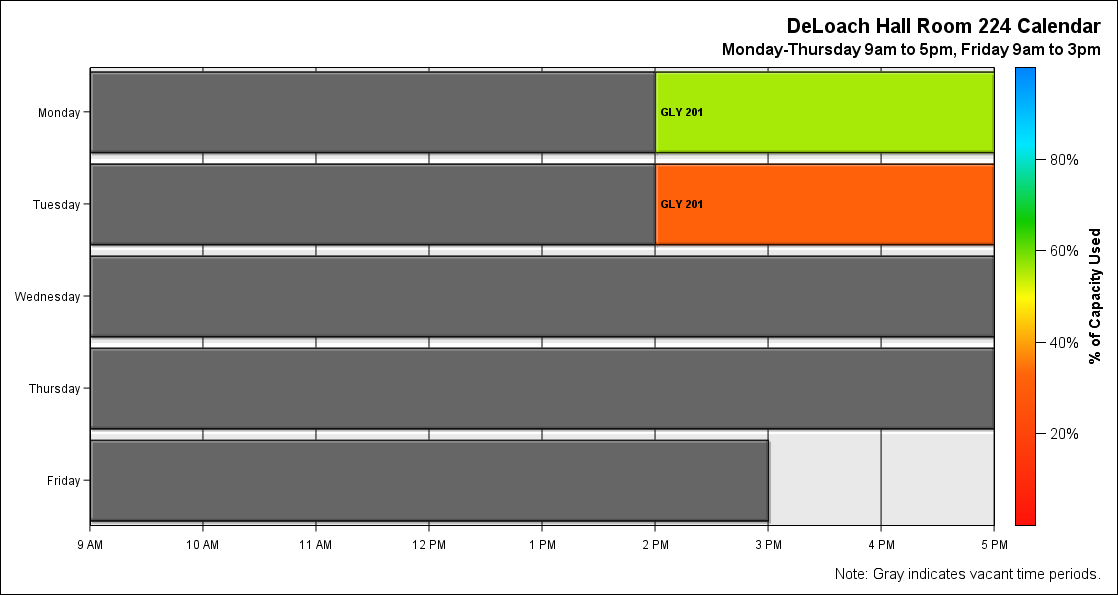 DeLoach Hall Room 224 Calendar
Monday-Thursday 9am to 5pm, Friday 9am to 3pm
Monday
GLY 201
Tuesday
GLY 201
Wednesday
Thursday
Friday
9 AM 10 AM 11 AM 12 PM 1 PM 2 PM 3 PM 4 PM 5 PM
80%
60%
40%
20%
% of Capacity Used
Note: Gray indicates vacant time periods.